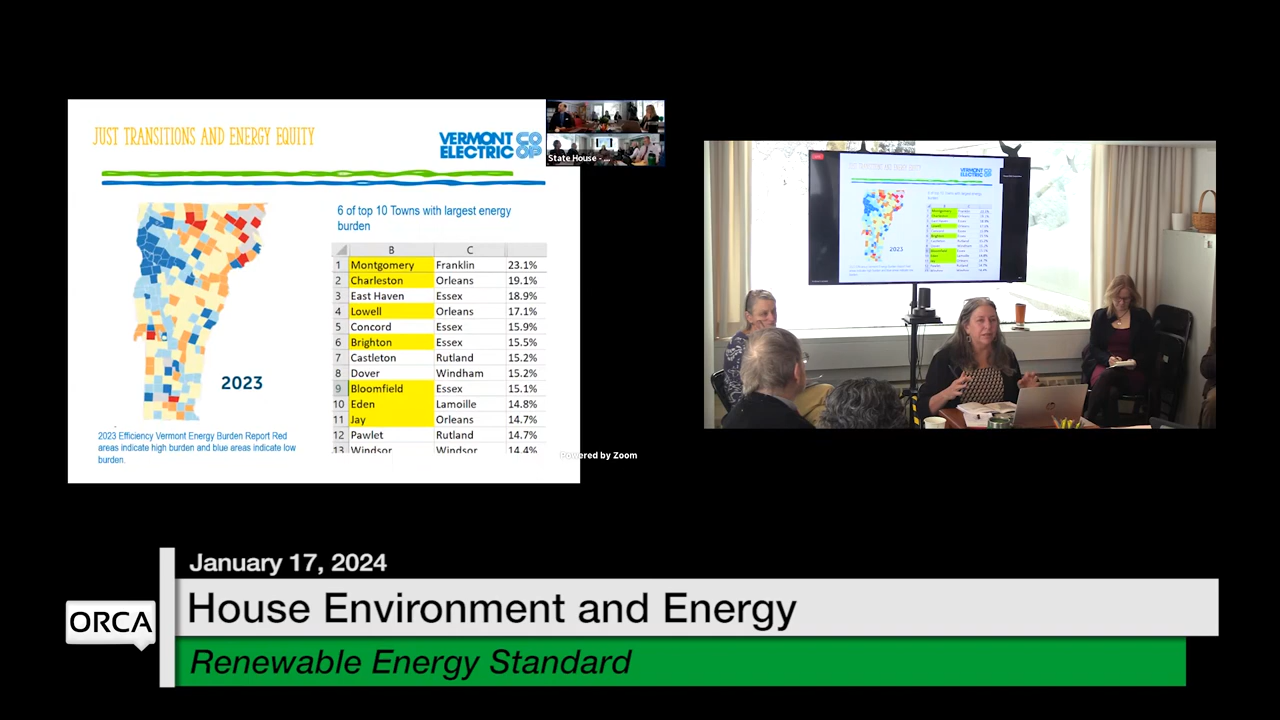 JUST TRANSITIONS AND ENERGY EQUITY
VERMONT CO
ELECTRIC OP
State House - ...
6 of top 10 Towns with largest energy
burden
B C
1 Montgomery Franklin 23.1%
2 Charleston Orleans 19.1%
3 East Haven Essex 18.9%
4 Lowell Orleans 17.1%
5 Concord Essex 15.9%
6 Brighton Essex 15.5%
7 Castleton Rutland 15.2%
8 Dover Windham 15.2%
9 Bloomfield Essex 15.1%
10 Eden Lamoille 14.8%
11 Jay Orleans 14.7%
12 Pawlet Rutland 14.7%
13 Windsor Windsor 14.4%
2023
2023 Efficiency Vermont Energy Burden Report Red
areas indicate high burden and blue areas indicate low
burden.
Powered by Zoom
VERMONT CO
ELECTRIC OP
2023
January 17, 2024
House Environment and Energy
ORCA
Renewable Energy Standard